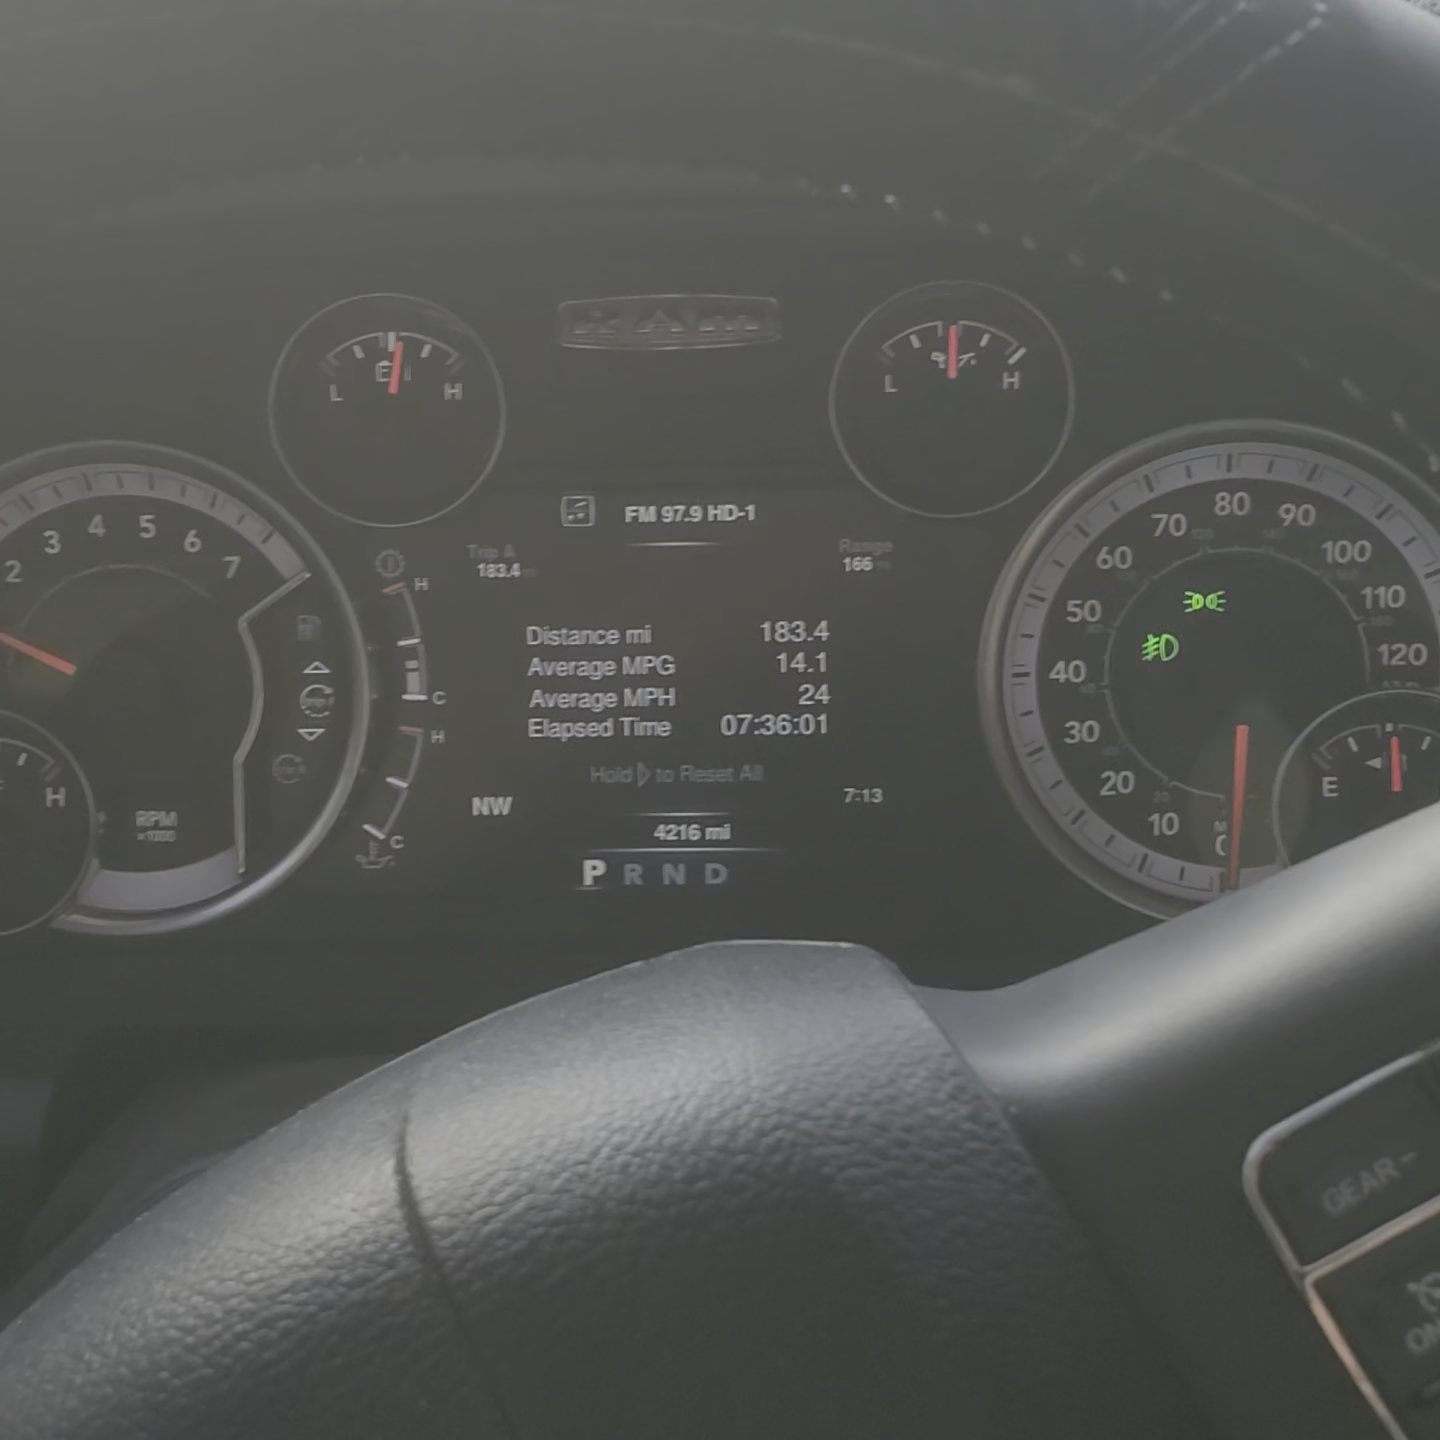 RAM
L H
L H
FM 97.9 HD-1
Trip A
183.4
Range
166
Distance mi 183.4
Average MPG 14.1
Average MPH 24
Elapsed Time 07:36:01
Hold to Reset All
NW
7:13
4216 mi
P R N D
2 3 4 5 6 7
RPM
×1000
H
H
C
H
C
10 20 30 40 50 60 70 80 90 100 110 120
E
GEAR-